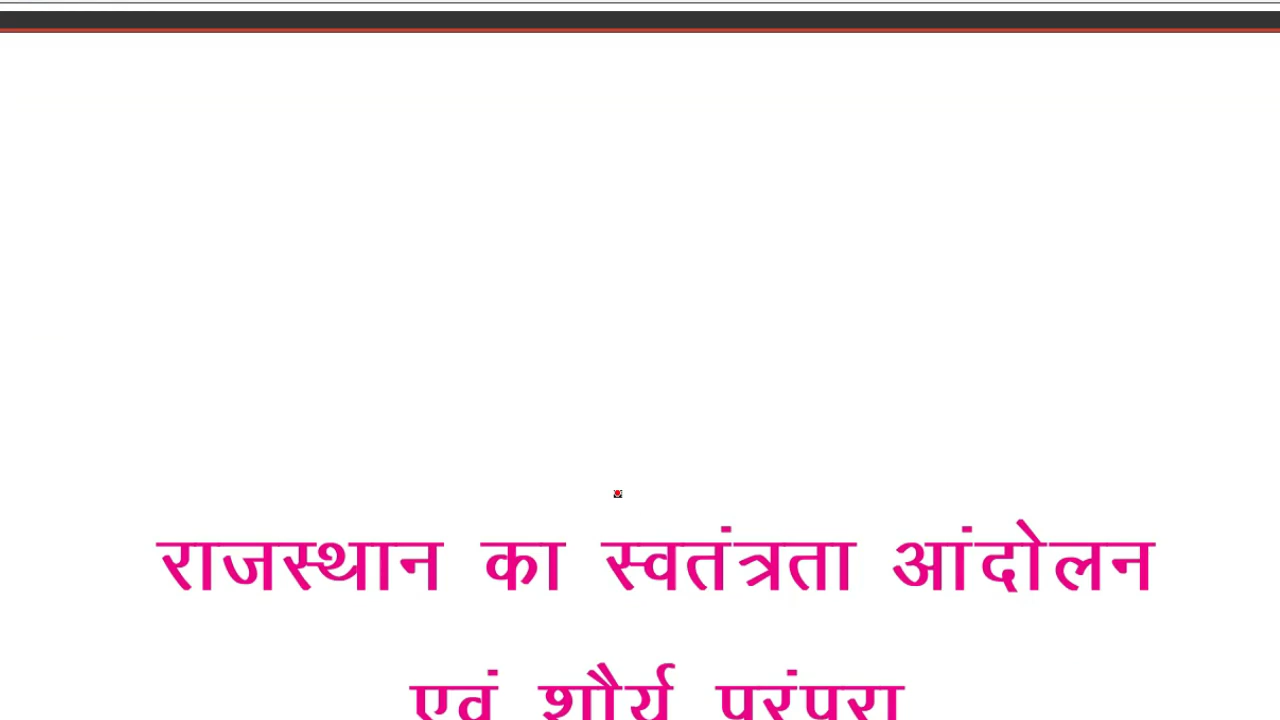 राजस्थान का स्वतंत्रता आंदोलन
एवं शौर्य परंपरा